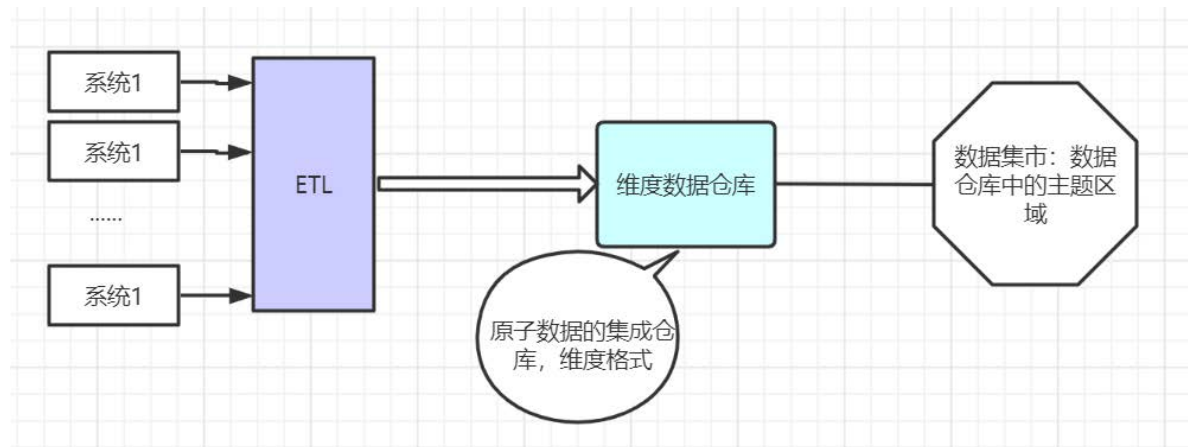 系统1
系统1
......
系统1
ETL
维度数据仓库
原子数据的集成仓
库，维度格式
数据集市：数据
仓库中的主题区
域